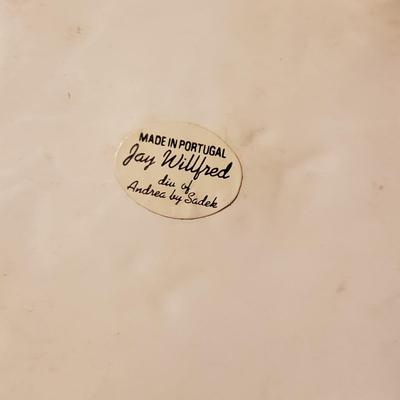 MADE IN PORTUGAL
Jay Willfred
div of
Andrea by Sadek